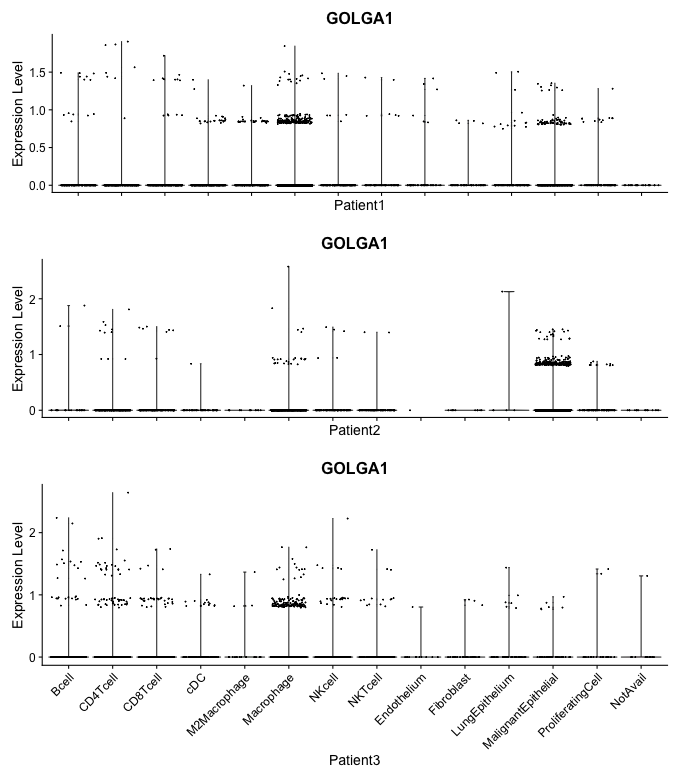 GOLGA1
Expression Level
1.5
1.0
0.5
0.0
Patient1
GOLGA1
Expression Level
2
1
0
Patient2
GOLGA1
Expression Level
2
1
0
Bcell
CD4Tcell
CD8Tcell
cDC
M2Macrophage
Macrophage
NKcell
NKTcell
Endothelium
Fibroblast
LungEpithelium
MalignantEpithelial
ProliferatingCell
NotAvail
Patient3